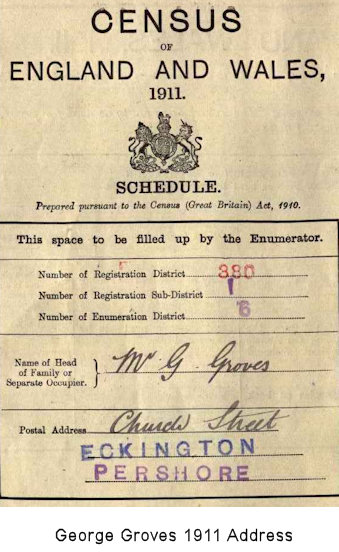 CENSUS
OF
ENGLAND AND WALES,
1911.
SCHEDULE.
Prepared pursuant to the Census (Great Britain) Act, 1910.
This space to be filled up by the Enumerator.
Number of Registration District 380
Number of Registration Sub-District 1
Number of Enumeration District 6
Name of Head
of Family or
Separate Occupier.
Mr G Groves
Postal Address Church Street
ECKINGTON
PERSHORE
George Groves 1911 Address